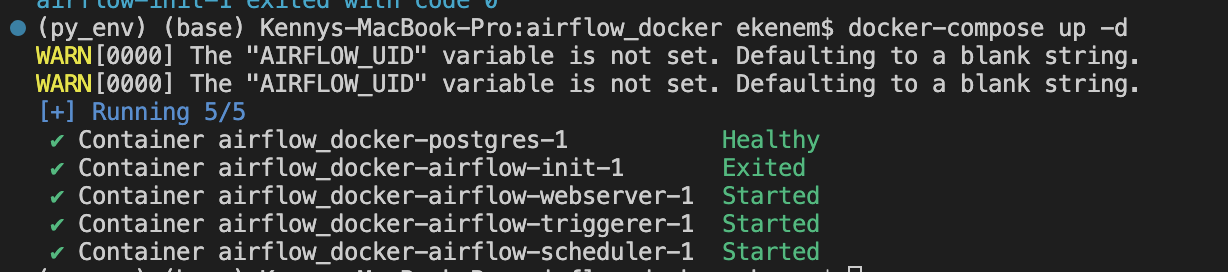 airflow-init-1 exited with code 0
(py_env) (base) Kennys-MacBook-Pro:airflow_docker ekenem$ docker-compose up -d
WARN[0000] The "AIRFLOW_UID" variable is not set. Defaulting to a blank string.
WARN[0000] The "AIRFLOW_UID" variable is not set. Defaulting to a blank string.
[+] Running 5/5
✔ Container airflow_docker-postgres-1 Healthy
✔ Container airflow_docker-airflow-init-1 Exited
✔ Container airflow_docker-airflow-webserver-1 Started
✔ Container airflow_docker-airflow-triggerer-1 Started
✔ Container airflow_docker-airflow-scheduler-1 Started